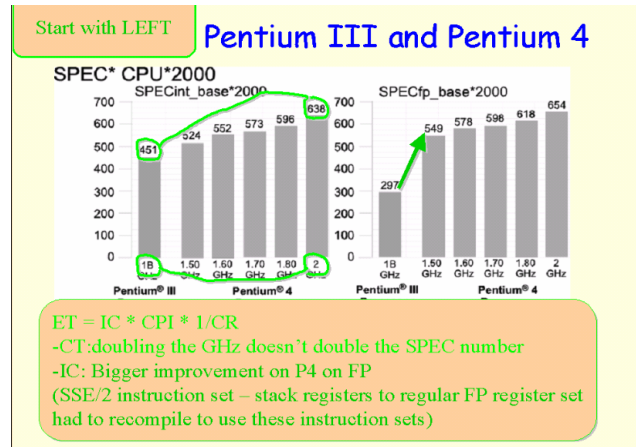 Start with LEFT
Pentium III and Pentium 4
SPEC* CPU*2000
SPECint_base*2000
700
600
500
400
300
200
100
0
451
524
552
573
596
638
1B GHz
1.50 GHz
1.60 GHz
1.70 GHz
1.80 GHz
2 GHz
Pentium® III
Pentium® 4
SPECfp_base*2000
700
600
500
400
300
200
100
0
297
549
578
598
618
654
1B GHz
1.50 GHz
1.60 GHz
1.70 GHz
1.80 GHz
2 GHz
Pentium® III
Pentium® 4
ET = IC * CPI * 1/CR
-CT:doubling the GHz doesn't double the SPEC number
-IC: Bigger improvement on P4 on FP
(SSE/2 instruction set – stack registers to regular FP register set
had to recompile to use these instruction sets)